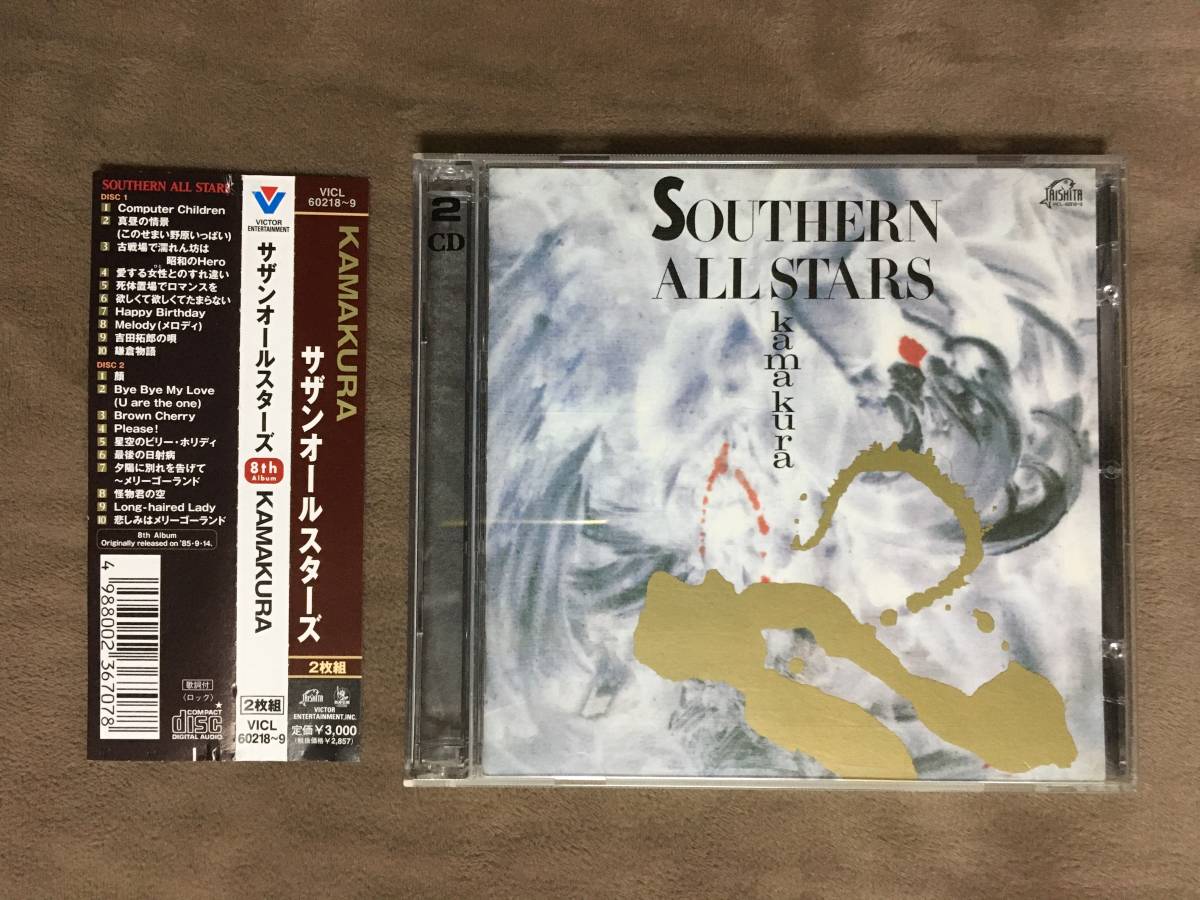 SOUTHERN ALL STARS
DISC 1
1 Computer Children
2 真昼の情景
(このせまい野原いっぱい)
3 古戦場で濡れん坊は
昭和のHero
4 愛する女性とのすれ違い
5 死体置場でロマンスを
6 欲しくて欲しくてたまらない
7 Happy Birthday
8 Melody(メロディ)
9 吉田拓郎の唄
10 鎌倉物語
DISC 2
1 顔
2 Bye Bye My Love
(U are the one)
3 Brown Cherry
4 Please!
5 星空のビリー・ホリディ
6 最後の日射病
7 夕陽に別れを告げて
〜メリーゴーランド
8 怪物君の空
9 Long-haired Lady
10 悲しみはメリーゴーランド
8th Album
Originally released on '85・9・14.
4 988002 367078
歌詞付
〈ロック〉
COMPACT
disc
DIGITAL AUDIO
VICTOR
ENTERTAINMENT
サザンオールスターズ
8th
Album
KAMAKURA
2枚組
VICL
60218~9
VICL
60218~9
KAMAKURA
サザンオールスターズ
2枚組
TAISHITA
VICTOR
ENTERTAINMENT, INC.
定価¥3,000
(税抜価格¥2,857)
2
CD
SOUTHERN
ALL STARS
kamakura
TAISHITA
VICL-60218~9